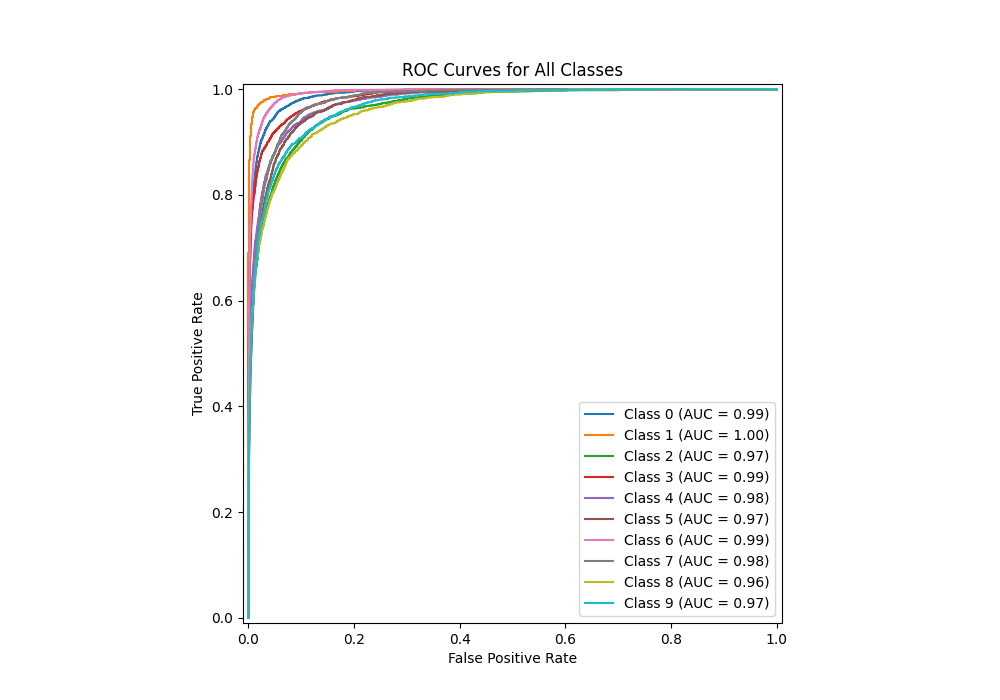 ROC Curves for All Classes
True Positive Rate
1.0
0.8
0.6
0.4
0.2
0.0
Class 0 (AUC = 0.99)
Class 1 (AUC = 1.00)
Class 2 (AUC = 0.97)
Class 3 (AUC = 0.99)
Class 4 (AUC = 0.98)
Class 5 (AUC = 0.97)
Class 6 (AUC = 0.99)
Class 7 (AUC = 0.98)
Class 8 (AUC = 0.96)
Class 9 (AUC = 0.97)
0.0 0.2 0.4 0.6 0.8 1.0
False Positive Rate